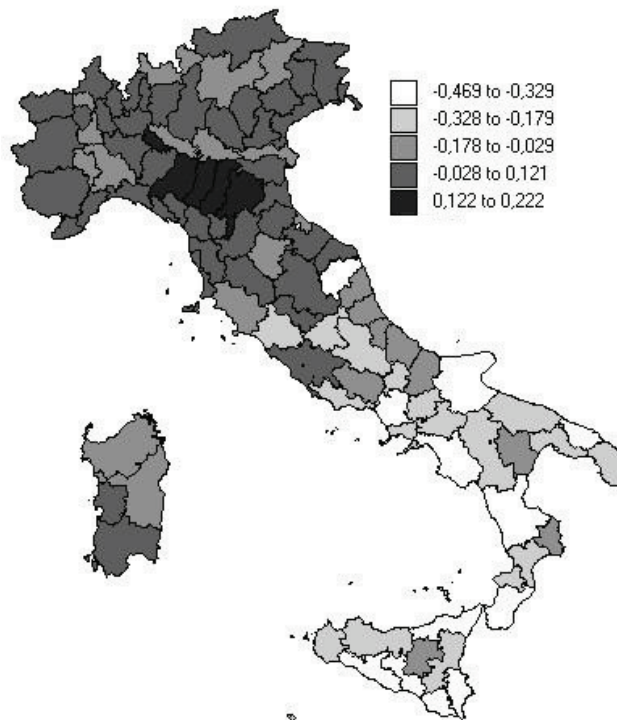 -0,469 to -0,329
-0,328 to -0,179
-0,178 to -0,029
-0,028 to 0,121
0,122 to 0,222